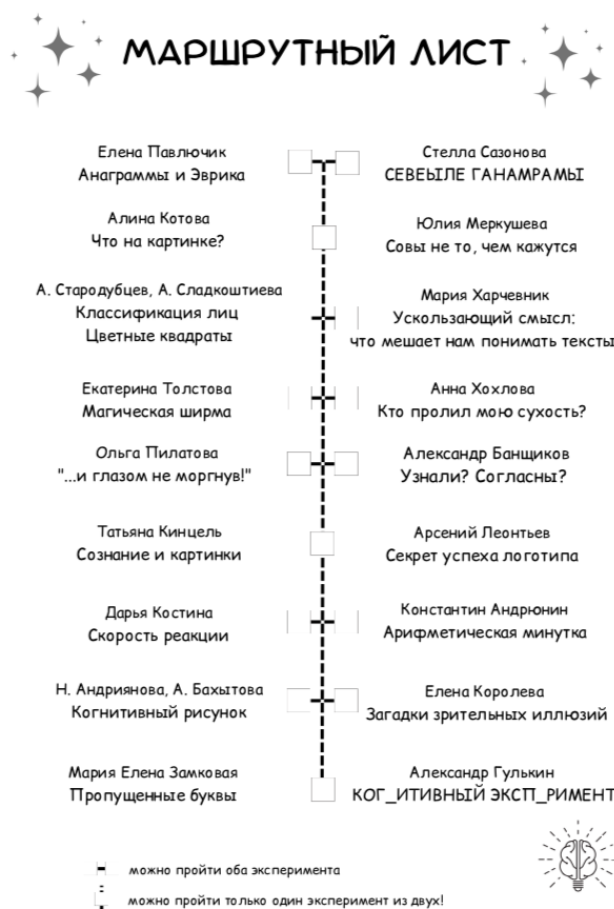 МАРШРУТНЫЙ ЛИСТ
Елена Павлючик
Анаграммы и Эврика
Стелла Сазонова
СЕВЕЫЛЕ ГАНАМРАМЫ
Алина Котова
Что на картинке?
Юлия Меркушева
Совы не то, чем кажутся
А. Стародубцев, А. Сладкоштиева
Классификация лиц
Цветные квадраты
Мария Харчевник
Ускользающий смысл:
что мешает нам понимать тексты
Екатерина Толстова
Магическая ширма
Анна Хохлова
Кто пролил мою сухость?
Ольга Пилатова
"...и глазом не моргнув!"
Александр Банщиков
Узнали? Согласны?
Татьяна Кинцель
Сознание и картинки
Арсений Леонтьев
Секрет успеха логотипа
Дарья Костина
Скорость реакции
Константин Андрюнин
Арифметическая минутка
Н. Андриянова, А. Бахытова
Когнитивный рисунок
Елена Королева
Загадки зрительных иллюзий
Мария Елена Замковая
Пропущенные буквы
Александр Гулькин
КОГ_ИТИВНЫЙ ЭКСП_РИМЕНТ
можно пройти оба эксперимента
можно пройти только один эксперимент из двух!